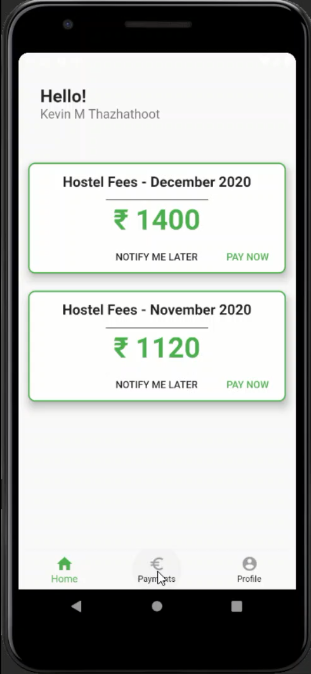 Hello!
Kevin M Thazhathoot
Hostel Fees - December 2020
₹ 1400
NOTIFY ME LATER PAY NOW
Hostel Fees - November 2020
₹ 1120
NOTIFY ME LATER PAY NOW
Home Payments Profile